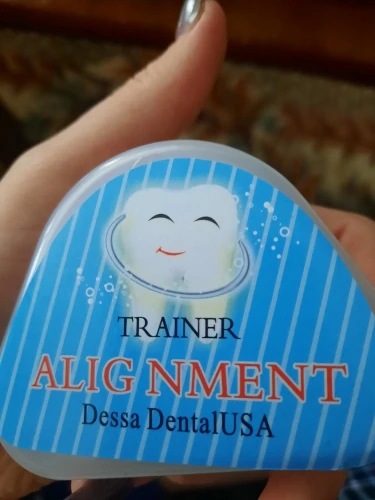 TRAINER
ALIG NMENT
Dessa DentalUSA